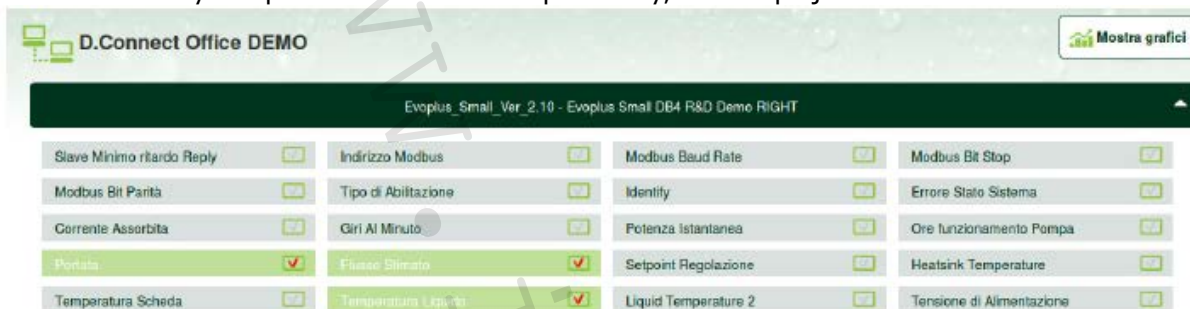 D.Connect Office DEMO
Mostra grafici
Evoplus_Small_Ver_2.10 - Evoplus Small DB4 R&D Demo RIGHT
Slave Minimo ritardo Reply Indirizzo Modbus Modbus Baud Rate Modbus Bit Stop
Modbus Bit Parità Tipo di Abilitazione Identify Errore Stato Sistema
Corrente Assorbita Giri Al Minuto Potenza Istantanea Ore funzionamento Pompa
Portata Flusso Stimato Setpoint Regolazione Heatsink Temperature
Temperatura Scheda Temperatura Liquido Liquid Temperature 2 Tensione di Alimentazione